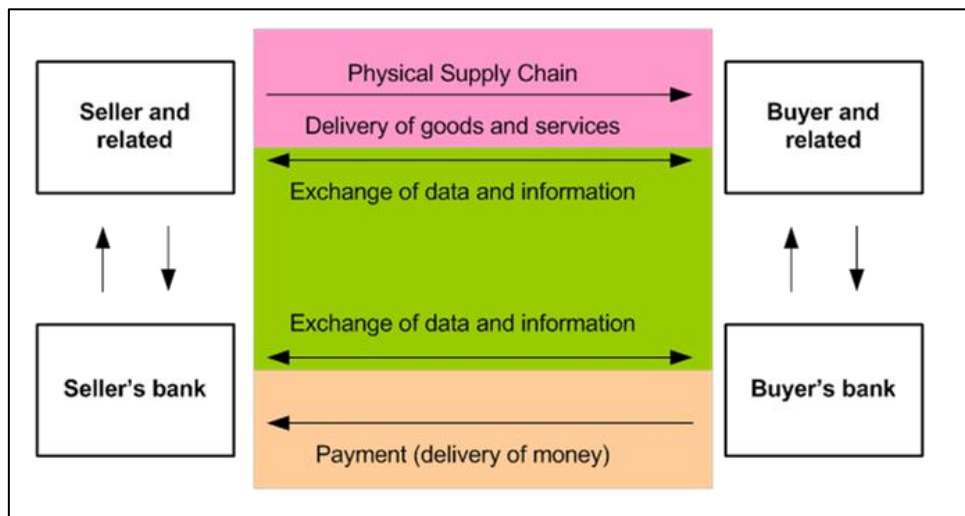 Physical Supply Chain
Seller and
related
Buyer and
related
Delivery of goods and services
Exchange of data and information
Exchange of data and information
Seller’s bank
Buyer’s bank
Payment (delivery of money)